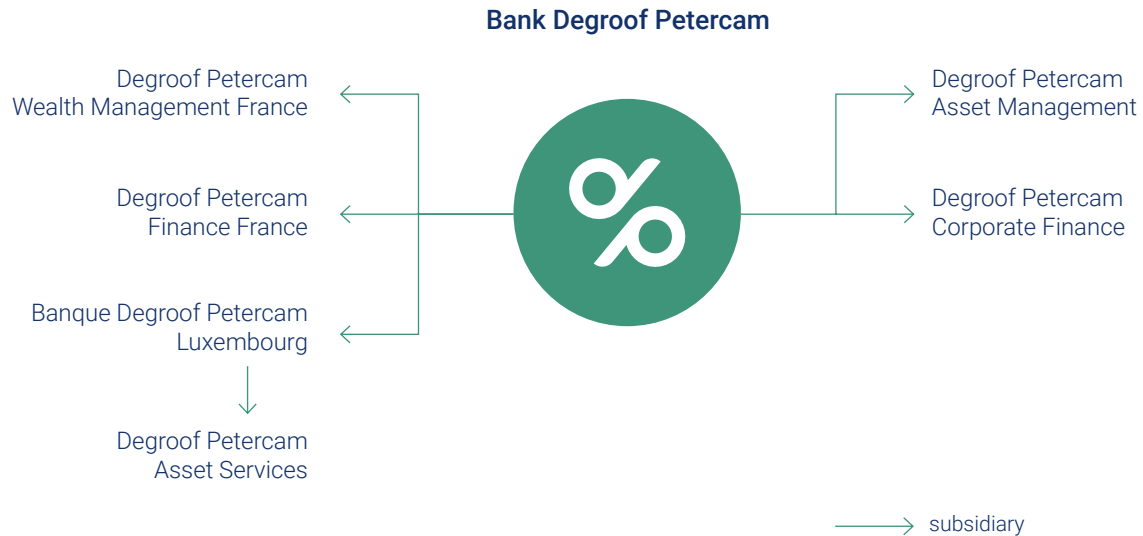 Bank Degroof Petercam
Degroof Petercam
Wealth Management France
Degroof Petercam
Finance France
Banque Degroof Petercam
Luxembourg
Degroof Petercam
Asset Services
Degroof Petercam
Asset Management
Degroof Petercam
Corporate Finance
subsidiary